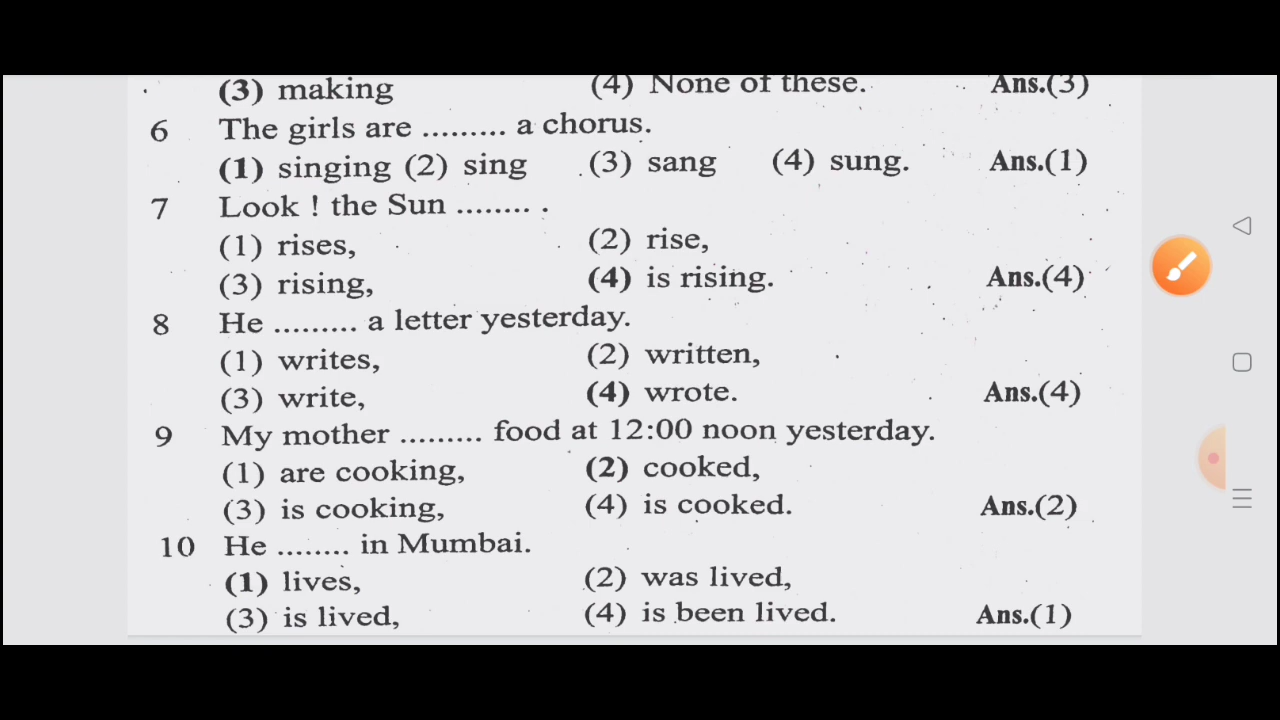 (3) making (4) None of these. Ans.(3)
6 The girls are ......... a chorus.
(1) singing (2) sing (3) sang (4) sung. Ans.(1)
7 Look ! the Sun ........ .
(1) rises, (2) rise,
(3) rising, (4) is rising. Ans.(4)
8 He ......... a letter yesterday.
(1) writes, (2) written,
(3) write, (4) wrote. Ans.(4)
9 My mother ......... food at 12:00 noon yesterday.
(1) are cooking, (2) cooked,
(3) is cooking, (4) is cooked. Ans.(2)
10 He ........ in Mumbai.
(1) lives, (2) was lived,
(3) is lived, (4) is been lived. Ans.(1)